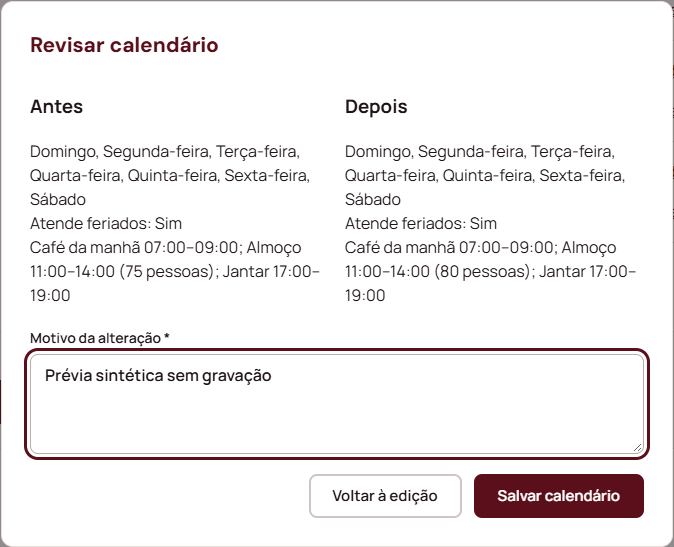 Revisar calendário
Antes
Domingo, Segunda-feira, Terça-feira,
Quarta-feira, Quinta-feira, Sexta-feira,
Sábado
Atende feriados: Sim
Café da manhã 07:00–09:00; Almoço
11:00–14:00 (75 pessoas); Jantar 17:00–
19:00
Depois
Domingo, Segunda-feira, Terça-feira,
Quarta-feira, Quinta-feira, Sexta-feira,
Sábado
Atende feriados: Sim
Café da manhã 07:00–09:00; Almoço
11:00–14:00 (80 pessoas); Jantar 17:00–
19:00
Motivo da alteração *
Prévia sintética sem gravação
Voltar à edição
Salvar calendário